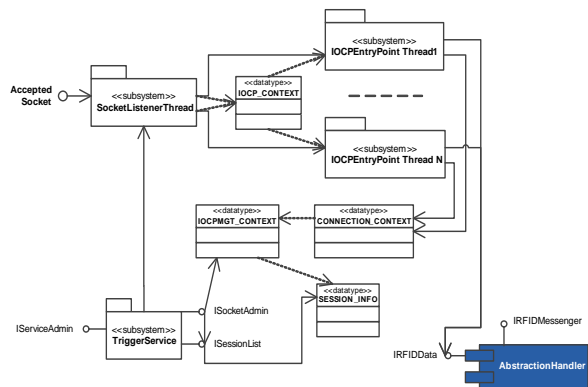 <<subsystem>>
IOCPEntryPoint Thread1
Accepted
Socket
<<subsystem>>
SocketListenerThread
<<datatype>>
IOCP_CONTEXT
<<subsystem>>
IOCPEntryPoint Thread N
<<datatype>>
IOCPMGT_CONTEXT
<<datatype>>
CONNECTION_CONTEXT
<<datatype>>
SESSION_INFO
ISocketAdmin
IServiceAdmin
<<subsystem>>
TriggerService
ISessionList
IRFIDMessenger
IRFIDData
AbstractionHandler